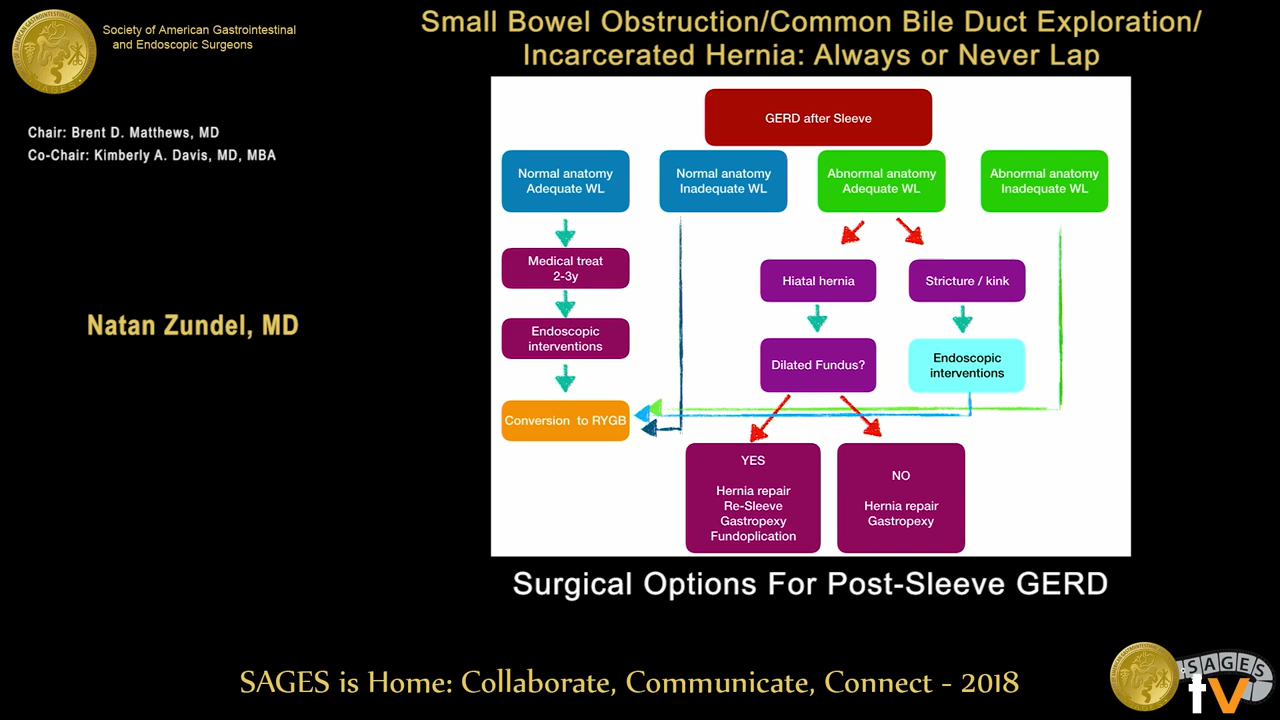 Society of American Gastrointestinal
and Endoscopic Surgeons
Small Bowel Obstruction/Common Bile Duct Exploration/
Incarcerated Hernia: Always or Never Lap
Chair: Brent D. Matthews, MD
Co-Chair: Kimberly A. Davis, MD, MBA
Natan Zundel, MD
GERD after Sleeve
Normal anatomy
Adequate WL
Normal anatomy
Inadequate WL
Abnormal anatomy
Adequate WL
Abnormal anatomy
Inadequate WL
Medical treat
2-3y
Hiatal hernia
Stricture / kink
Endoscopic
interventions
Dilated Fundus?
Endoscopic
interventions
Conversion to RYGB
YES
Hernia repair
Re-Sleeve
Gastropexy
Fundoplication
NO
Hernia repair
Gastropexy
Surgical Options For Post-Sleeve GERD
SAGES is Home: Collaborate, Communicate, Connect - 2018
SAGES
tv